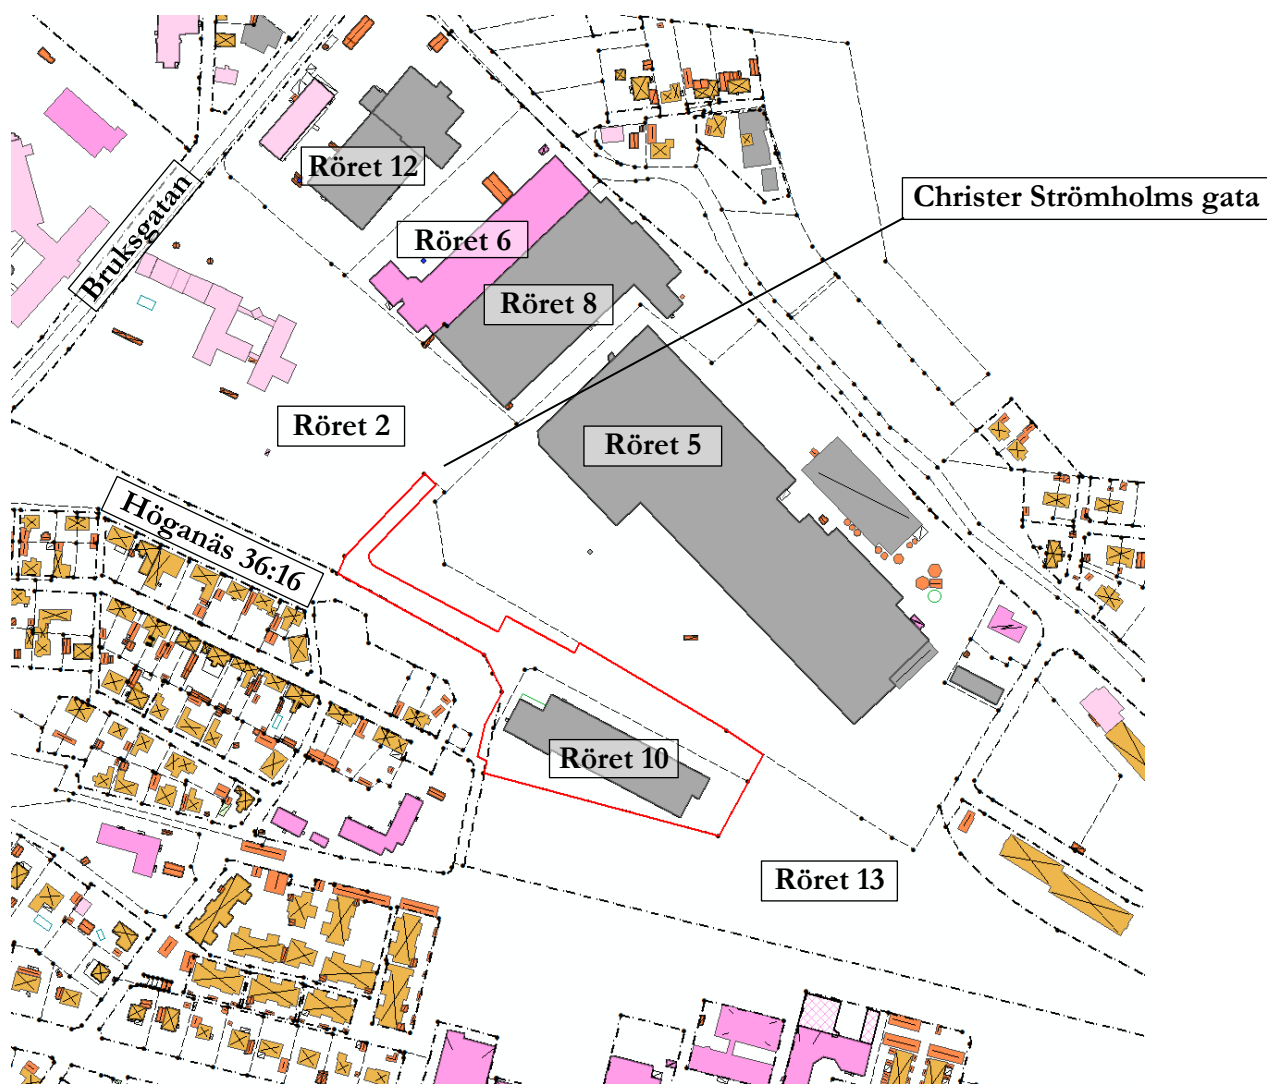 Röret 12
Christer Strömholms gata
Bruksgatan
Röret 6
Röret 8
Röret 2
Röret 5
Höganäs 36:16
Röret 10
Röret 13